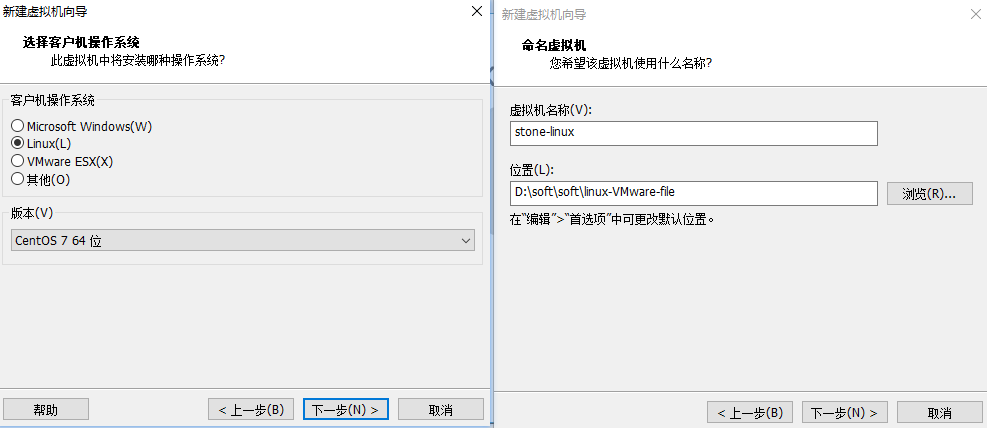 新建虚拟机向导
选择客户机操作系统
此虚拟机中将安装哪种操作系统?
客户机操作系统
Microsoft Windows(W)
Linux(L)
VMware ESX(X)
其他(O)
版本(V)
CentOS 7 64 位
帮助
< 上一步(B)
下一步(N) >
取消
新建虚拟机向导
命名虚拟机
您希望该虚拟机使用什么名称?
虚拟机名称(V):
stone-linux
位置(L):
D:\soft\soft\linux-VMware-file
浏览(R)...
在“编辑”>“首选项”中可更改默认位置。
< 上一步(B)
下一步(N) >
取消